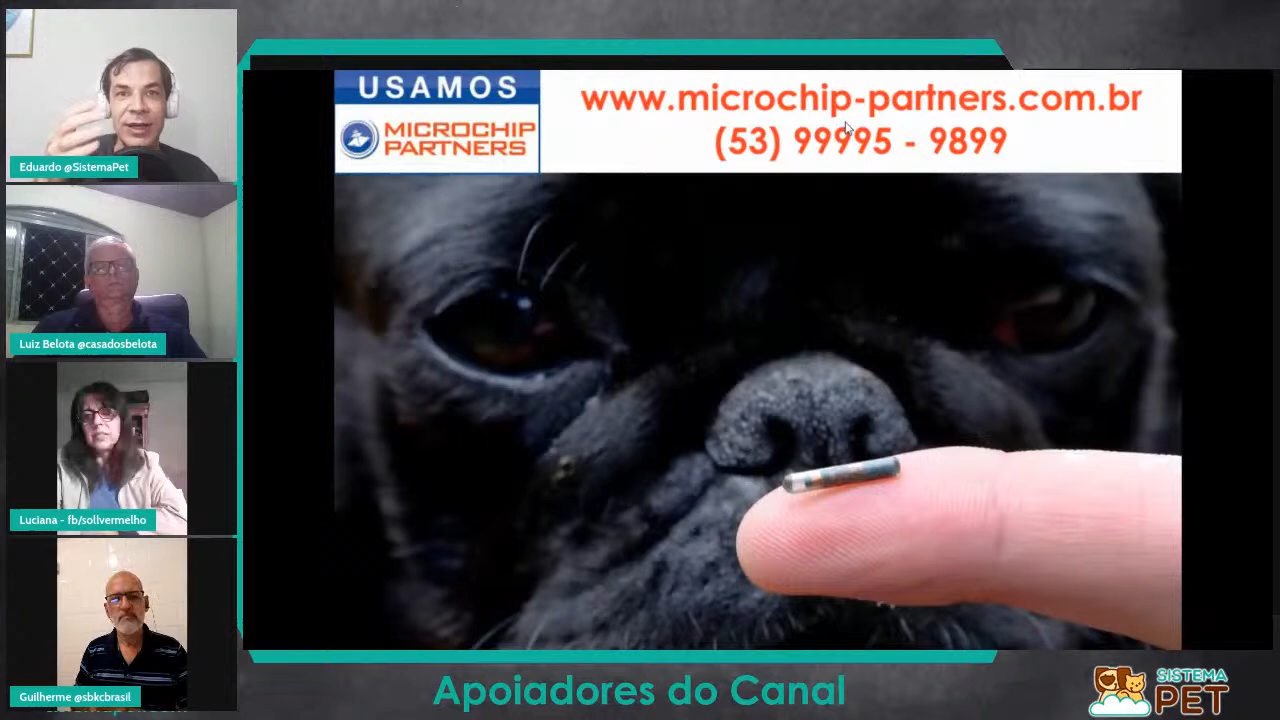 Eduardo @SistemaPet
Luiz Belota @casadosbelota
Luciana - fb/sollvermelho
Guilherme @sbkcbrasil
USAMOS
MICROCHIP
PARTNERS
www.microchip-partners.com.br
(53) 99995 - 9899
Apoiadores do Canal
SISTEMA
PET